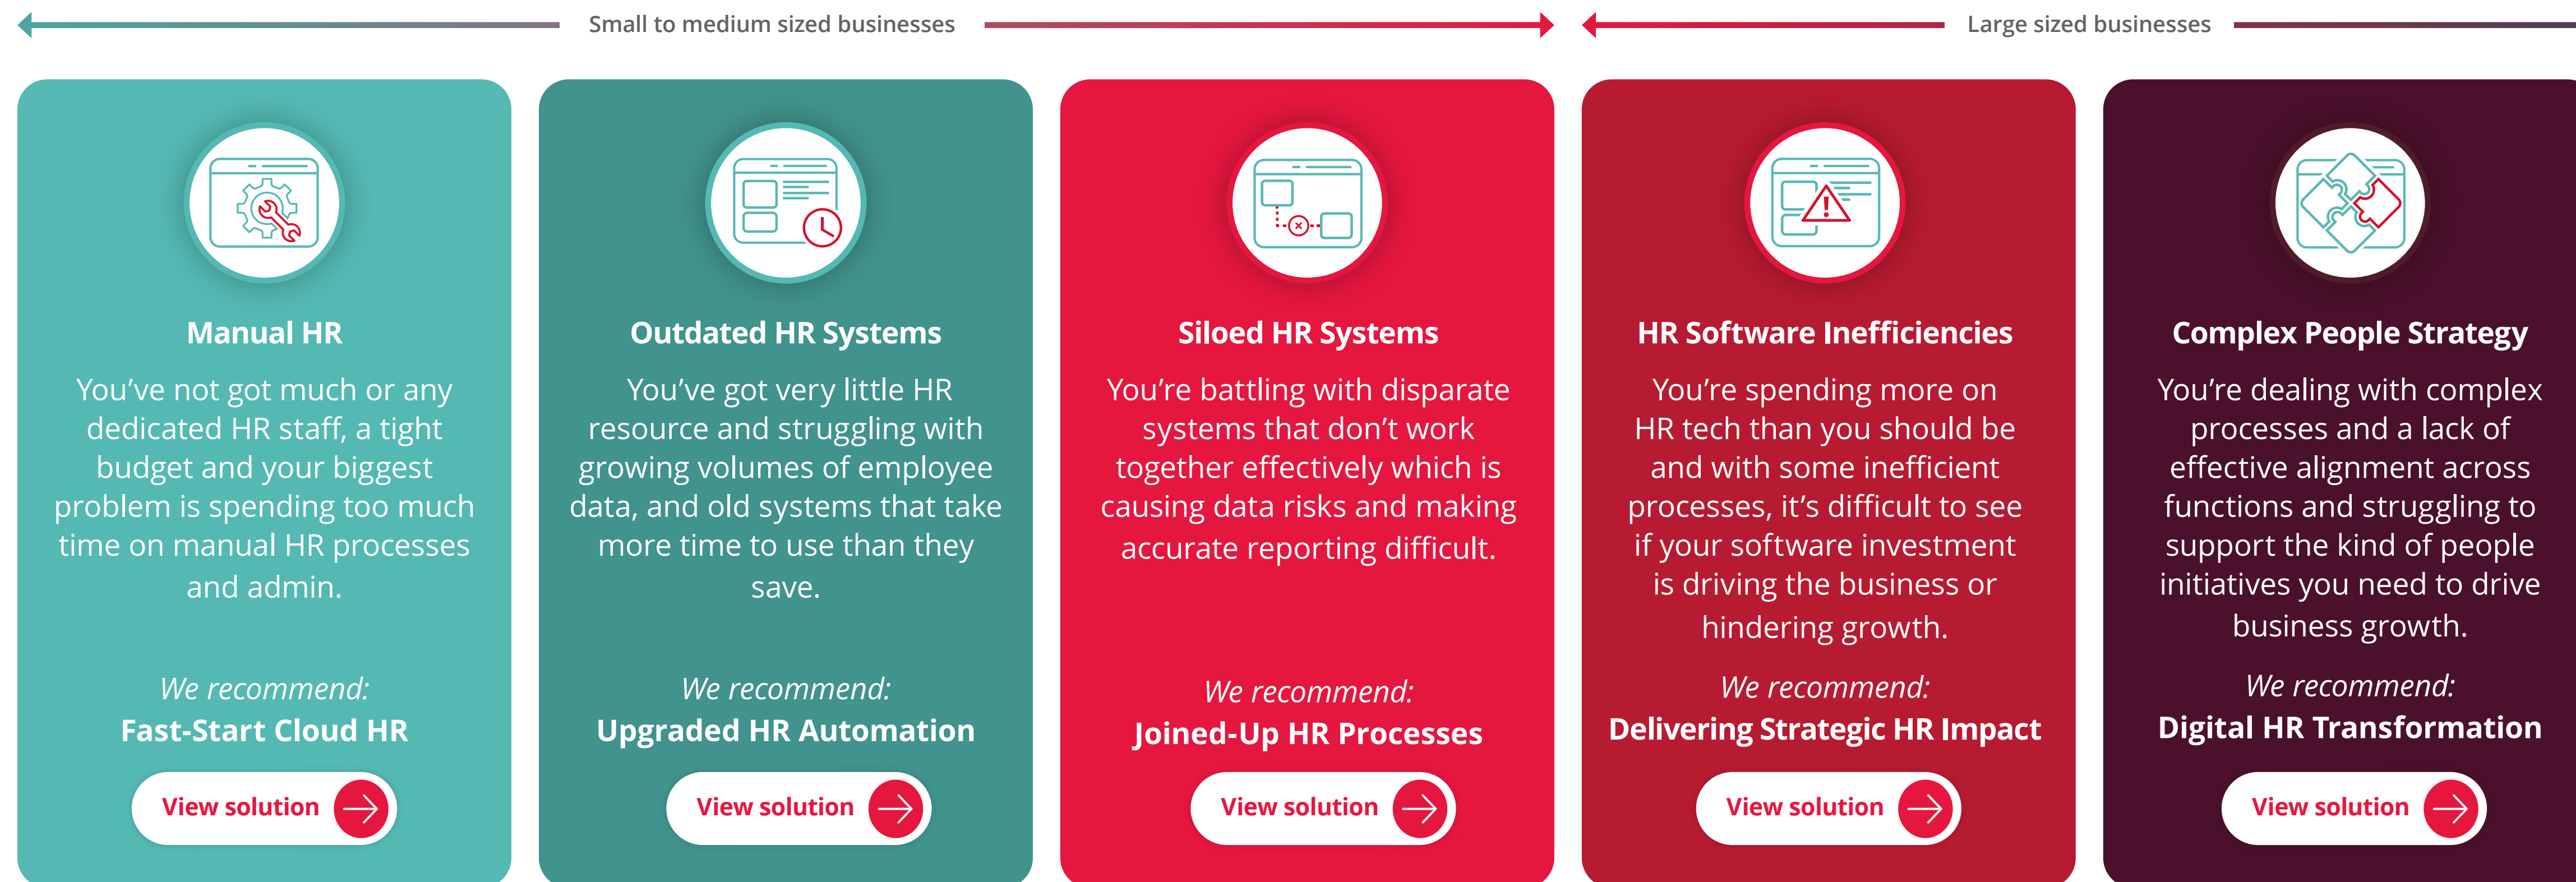 Small to medium sized businesses
Large sized businesses
Manual HR
You’ve not got much or any
dedicated HR staff, a tight
budget and your biggest
problem is spending too much
time on manual HR processes
and admin.
We recommend:
Fast-Start Cloud HR
View solution
Outdated HR Systems
You’ve got very little HR
resource and struggling with
growing volumes of employee
data, and old systems that take
more time to use than they
save.
We recommend:
Upgraded HR Automation
View solution
Siloed HR Systems
You’re battling with disparate
systems that don’t work
together effectively which is
causing data risks and making
accurate reporting difficult.
We recommend:
Joined-Up HR Processes
View solution
HR Software Inefficiencies
You’re spending more on
HR tech than you should be
and with some inefficient
processes, it’s difficult to see
if your software investment
is driving the business or
hindering growth.
We recommend:
Delivering Strategic HR Impact
View solution
Complex People Strategy
You’re dealing with complex
processes and a lack of
effective alignment across
functions and struggling to
support the kind of people
initiatives you need to drive
business growth.
We recommend:
Digital HR Transformation
View solution